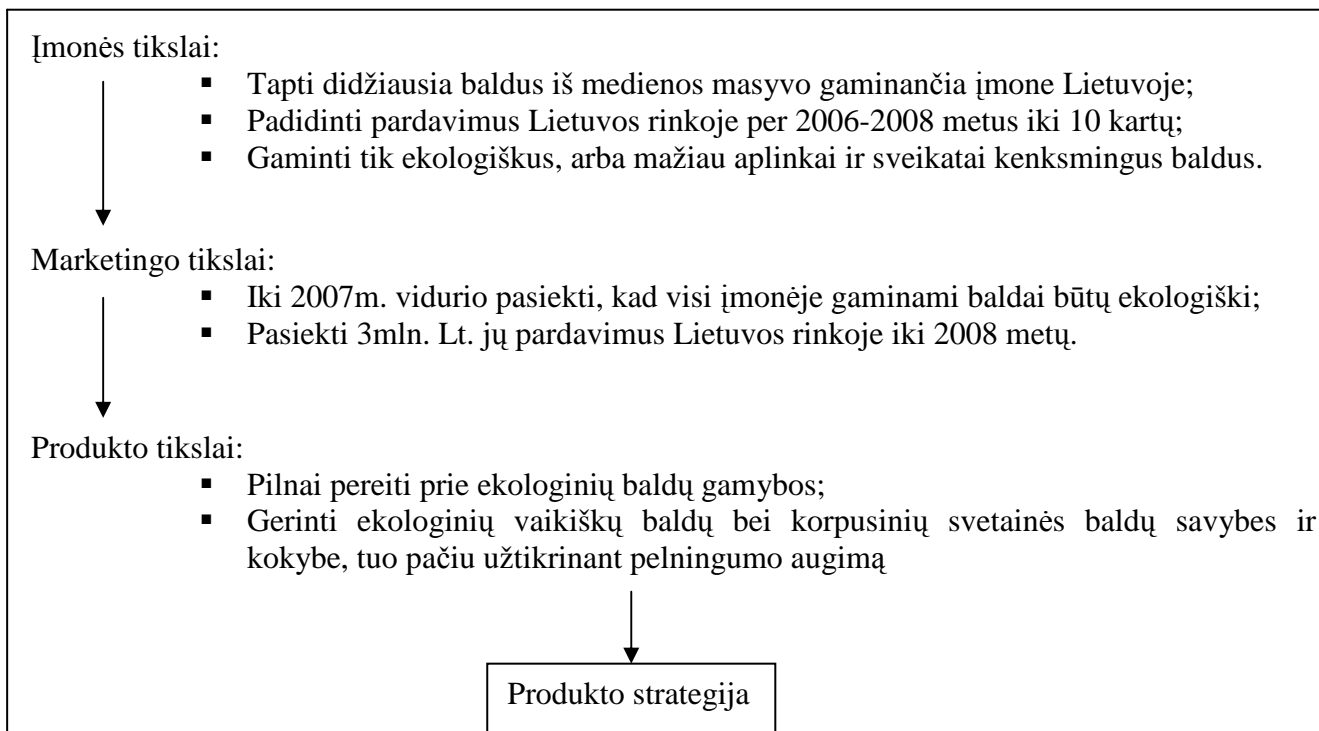 Įmonės tikslai:
▪ Tapti didžiausia baldus iš medienos masyvo gaminančia įmone Lietuvoje;
▪ Padidinti pardavimus Lietuvos rinkoje per 2006-2008 metus iki 10 kartų;
▪ Gaminti tik ekologiškus, arba mažiau aplinkai ir sveikatai kenksmingus baldus.
Marketingo tikslai:
▪ Iki 2007m. vidurio pasiekti, kad visi įmonėje gaminami baldai būtų ekologiški;
▪ Pasiekti 3mln. Lt. jų pardavimus Lietuvos rinkoje iki 2008 metų.
Produkto tikslai:
▪ Pilnai pereiti prie ekologinių baldų gamybos;
▪ Gerinti ekologinių vaikiškų baldų bei korpusinių svetainės baldų savybes ir
kokybe, tuo pačiu užtikrinant pelningumo augimą
Produkto strategija